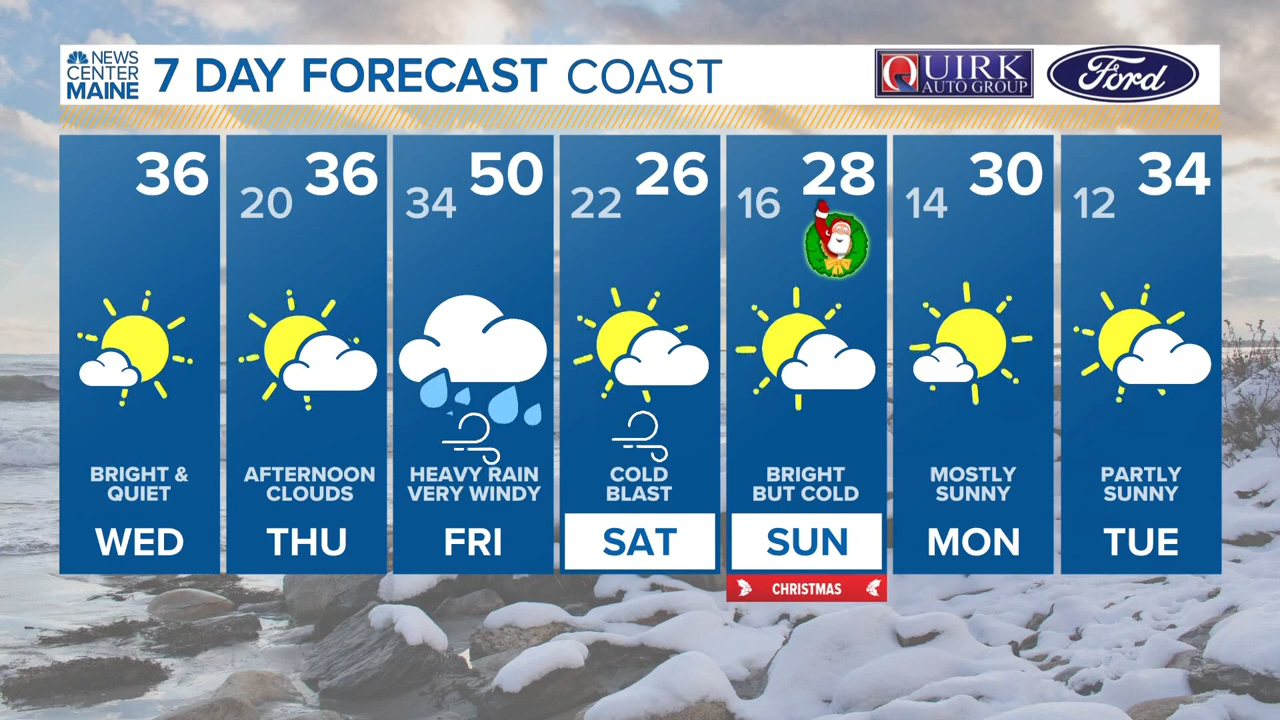 NEWS
CENTER
MAINE
7 DAY FORECAST COAST
QUIRK
AUTO GROUP
Ford
36
20 36
34 50
22 26
16 28
14 30
12 34
BRIGHT &
QUIET
WED
AFTERNOON
CLOUDS
THU
HEAVY RAIN
VERY WINDY
FRI
COLD
BLAST
SAT
BRIGHT
BUT COLD
SUN
CHRISTMAS
MOSTLY
SUNNY
MON
PARTLY
SUNNY
TUE